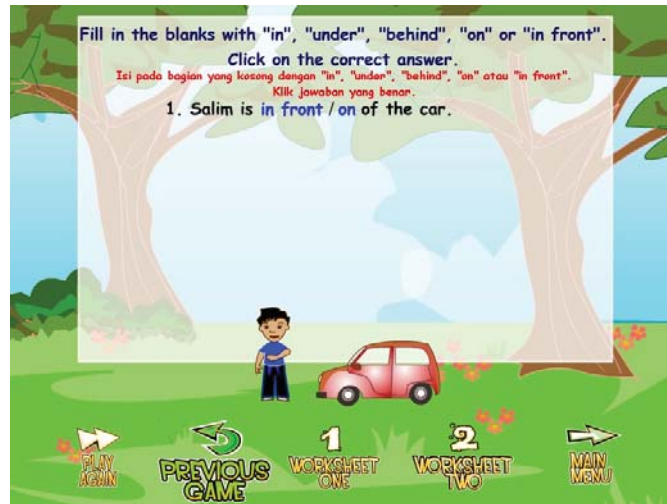 Fill in the blanks with "in", "under", "behind", "on" or "in front".
Click on the correct answer.
Isi pada bagian yang kosong dengan "in", "under", "behind", "on" atau "in front".
Klik jawaban yang benar.
1. Salim is in front / on of the car.
PLAY AGAIN
PREVIOUS GAME
1
WORKSHEET ONE
2
WORKSHEET TWO
MAIN MENU